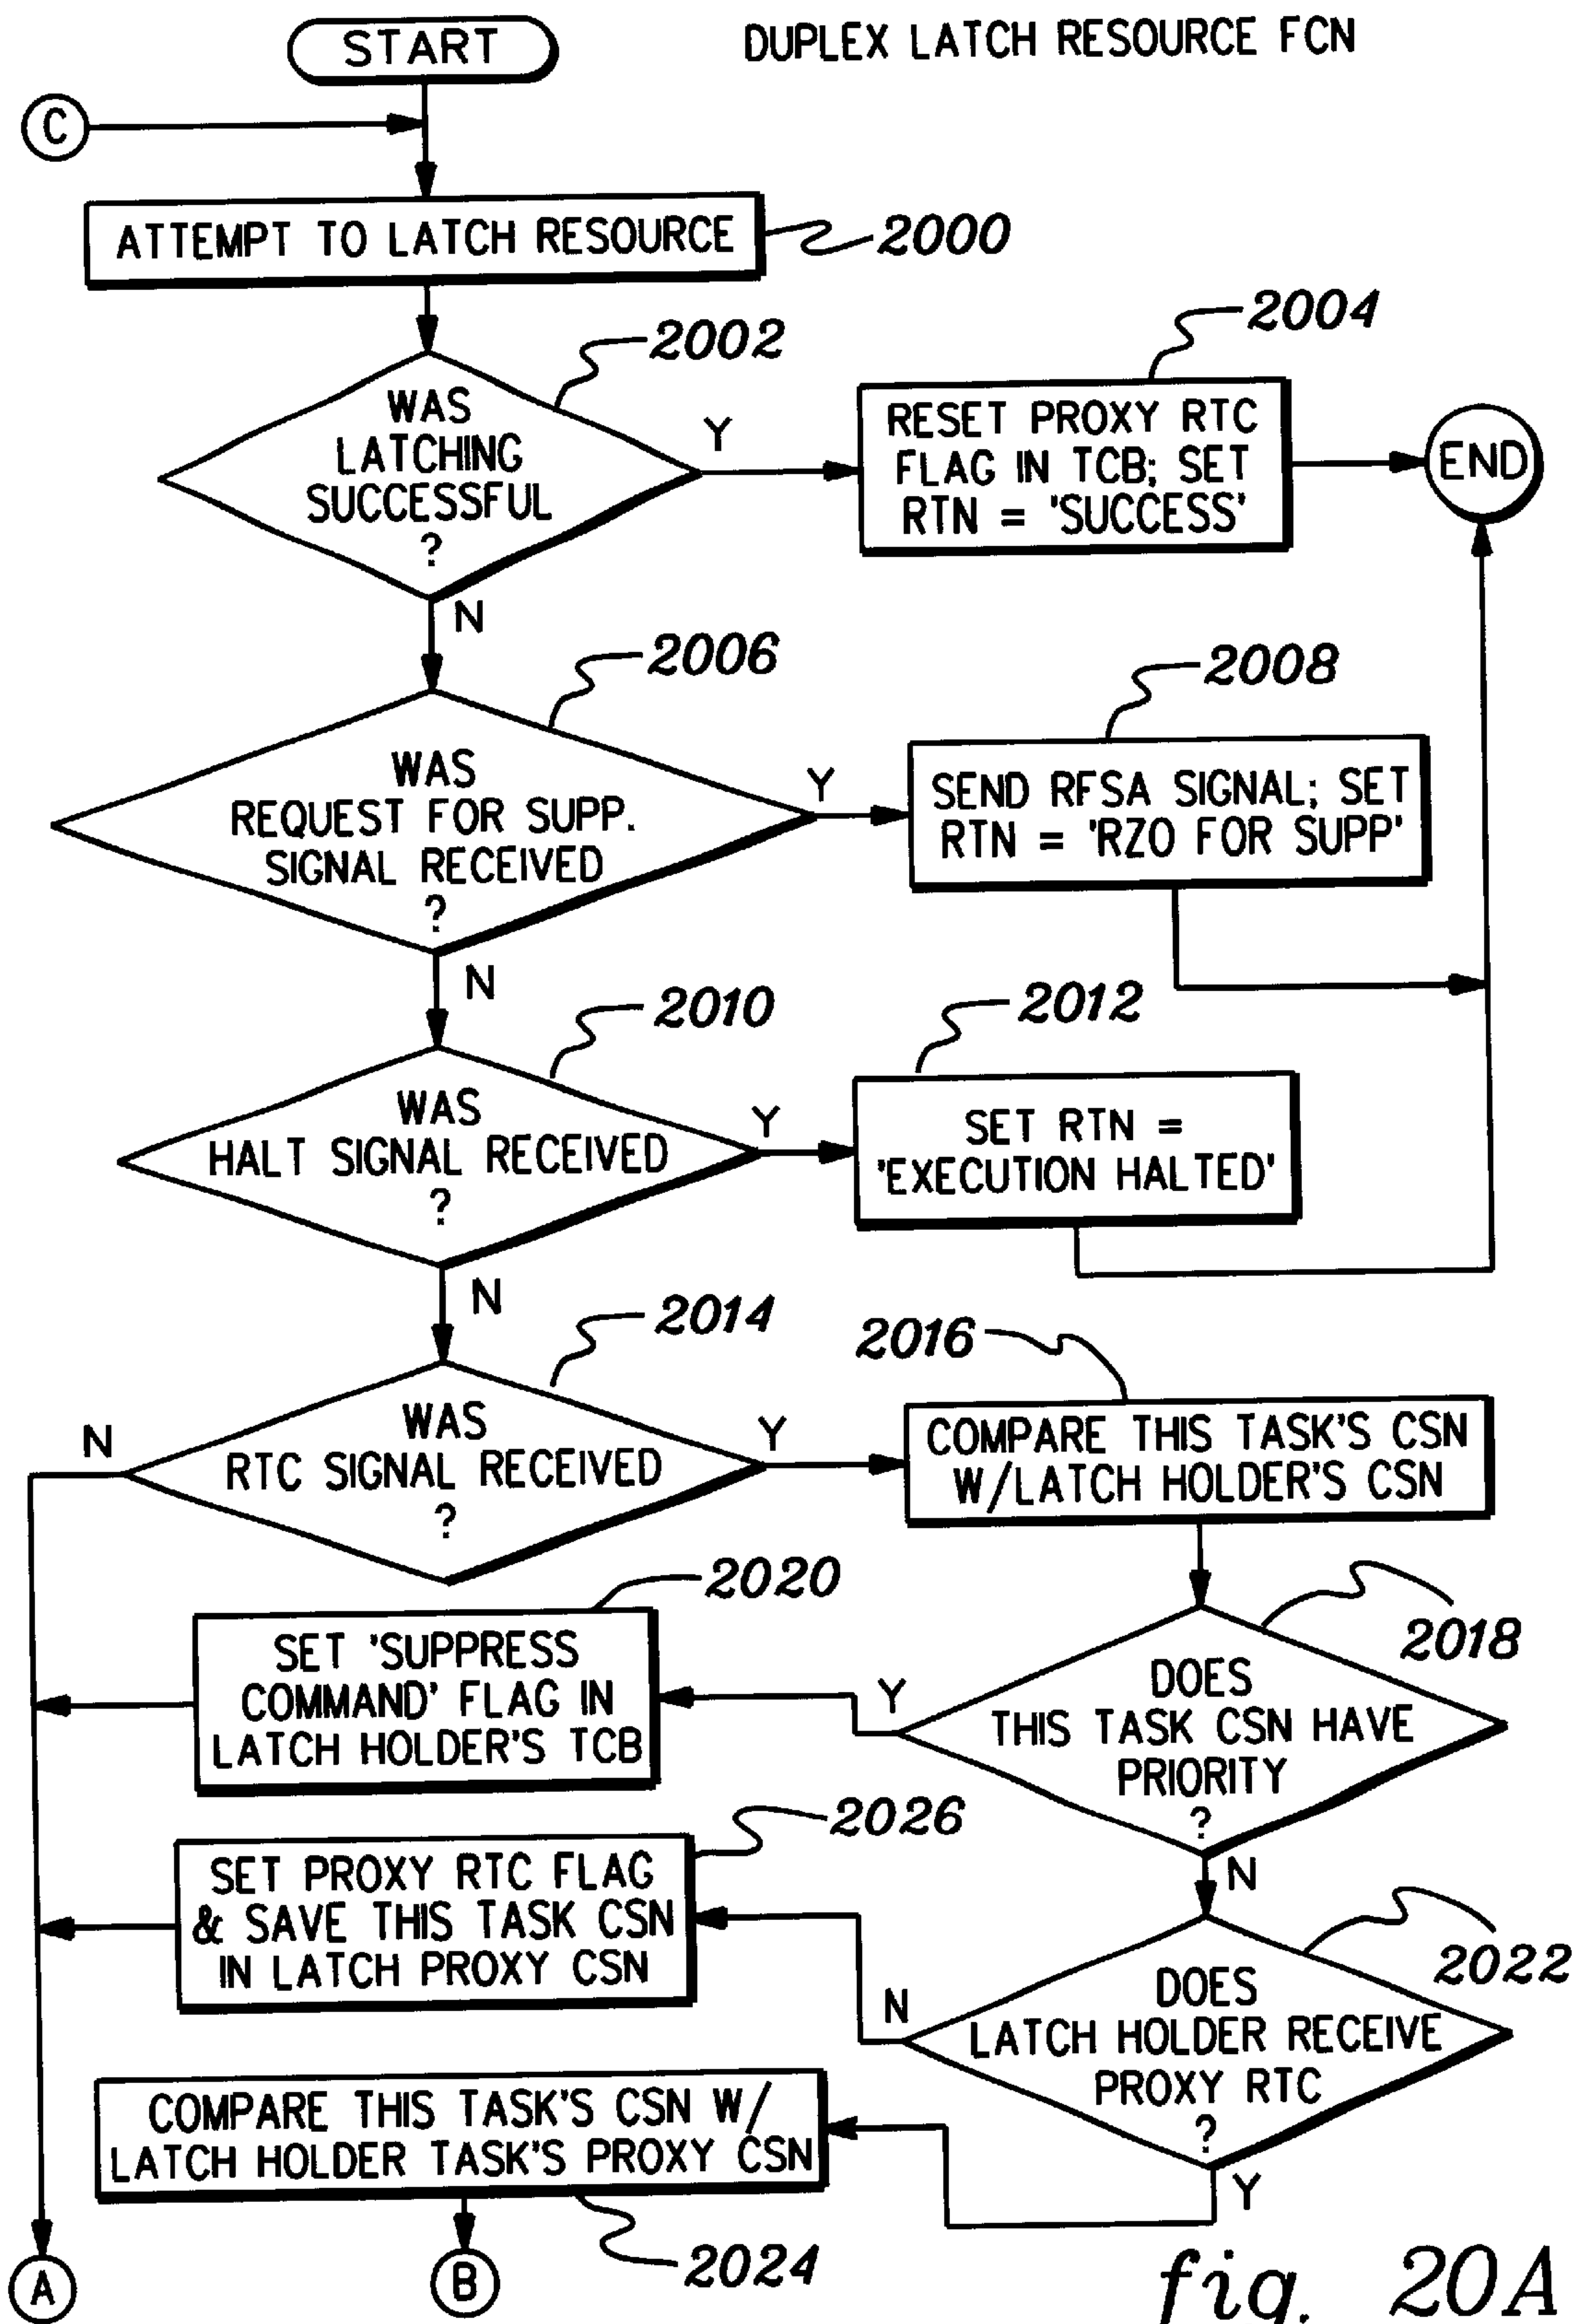 START
DUPLEX LATCH RESOURCE FCN
C
ATTEMPT TO LATCH RESOURCE
2000
2002
WAS
LATCHING
SUCCESSFUL
?
Y
N
2004
RESET PROXY RTC
FLAG IN TCB; SET
RTN = 'SUCCESS'
END
2006
WAS
REQUEST FOR SUPP.
SIGNAL RECEIVED
?
Y
N
2008
SEND RFSA SIGNAL; SET
RTN = 'RZO FOR SUPP'
2010
WAS
HALT SIGNAL RECEIVED
?
Y
N
2012
SET RTN =
'EXECUTION HALTED'
2014
WAS
RTC SIGNAL RECEIVED
?
N
Y
2016
COMPARE THIS TASK'S CSN
W/LATCH HOLDER'S CSN
2018
DOES
THIS TASK CSN HAVE
PRIORITY
?
Y
N
2020
SET 'SUPPRESS
COMMAND' FLAG IN
LATCH HOLDER'S TCB
2022
DOES
LATCH HOLDER RECEIVE
PROXY RTC
?
N
Y
2026
SET PROXY RTC FLAG
& SAVE THIS TASK CSN
IN LATCH PROXY CSN
COMPARE THIS TASK'S CSN W/
LATCH HOLDER TASK'S PROXY CSN
2024
A
B
fig. 20A